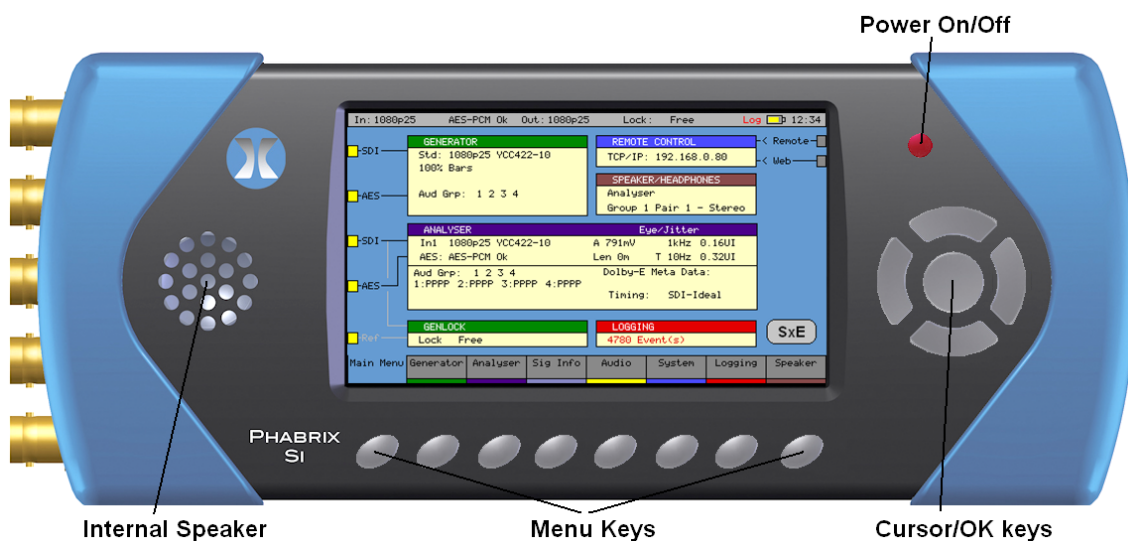 Power On/Off
In: 1080p25 AES-PCM Ok Out: 1080p25 Lock: Free Log 12:34
SDI
GENERATOR
Std: 1080p25 YCC422-10
100% Bars
AES
Aud Grp: 1 2 3 4
REMOTE CONTROL
TCP/IP: 192.168.0.80
< Remote
< Web
SPEAKER/HEADPHONES
Analyser
Group 1 Pair 1 - Stereo
ANALYSER Eye/Jitter
SDI
In1 1080p25 YCC422-10 A 791mV 1kHz 0.16UI
AES: AES-PCM Ok Len 0m T 10Hz 0.32UI
AES
Aud Grp: 1 2 3 4 Dolby-E Meta Data:
1:PPPP 2:PPPP 3:PPPP 4:PPPP
Timing: SDI-Ideal
Ref
GENLOCK
Lock Free
LOGGING
4780 Event(s)
SxE
Main Menu Generator Analyser Sig Info Audio System Logging Speaker
PHABRIX
SI
Internal Speaker
Menu Keys
Cursor/OK keys